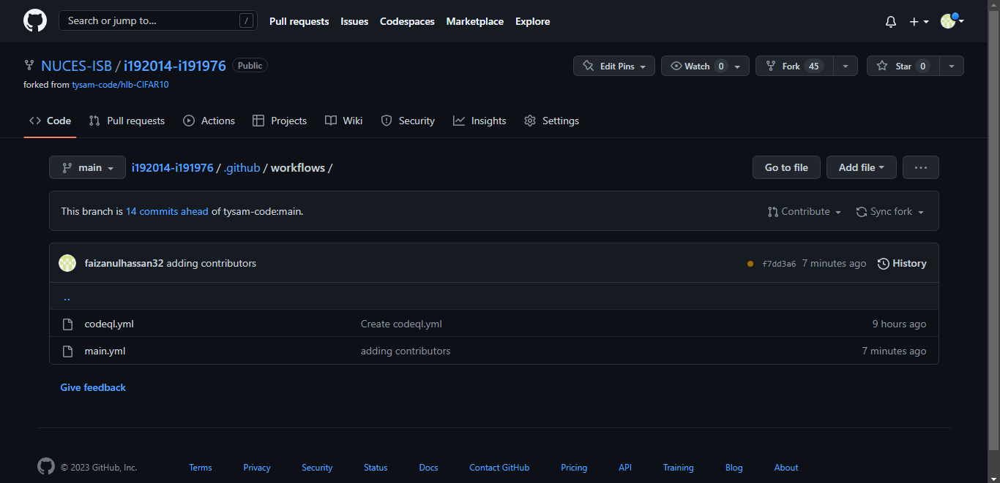 Search or jump to... /
Pull requests Issues Codespaces Marketplace Explore
NUCES-ISB / i192014-i191976 Public
Edit Pins Watch 0 Fork 45 Star 0
forked from tysam-code/hlb-CIFAR10
Code Pull requests Actions Projects Wiki Security Insights Settings
main i192014-i191976 / .github / workflows /
Go to file Add file ...
This branch is 14 commits ahead of tysam-code:main.
Contribute Sync fork
faizanulhassan32 adding contributors f7dd3a6 7 minutes ago History
..
codeql.yml Create codeql.yml 9 hours ago
main.yml adding contributors 7 minutes ago
Give feedback
© 2023 GitHub, Inc. Terms Privacy Security Status Docs Contact GitHub Pricing API Training Blog About